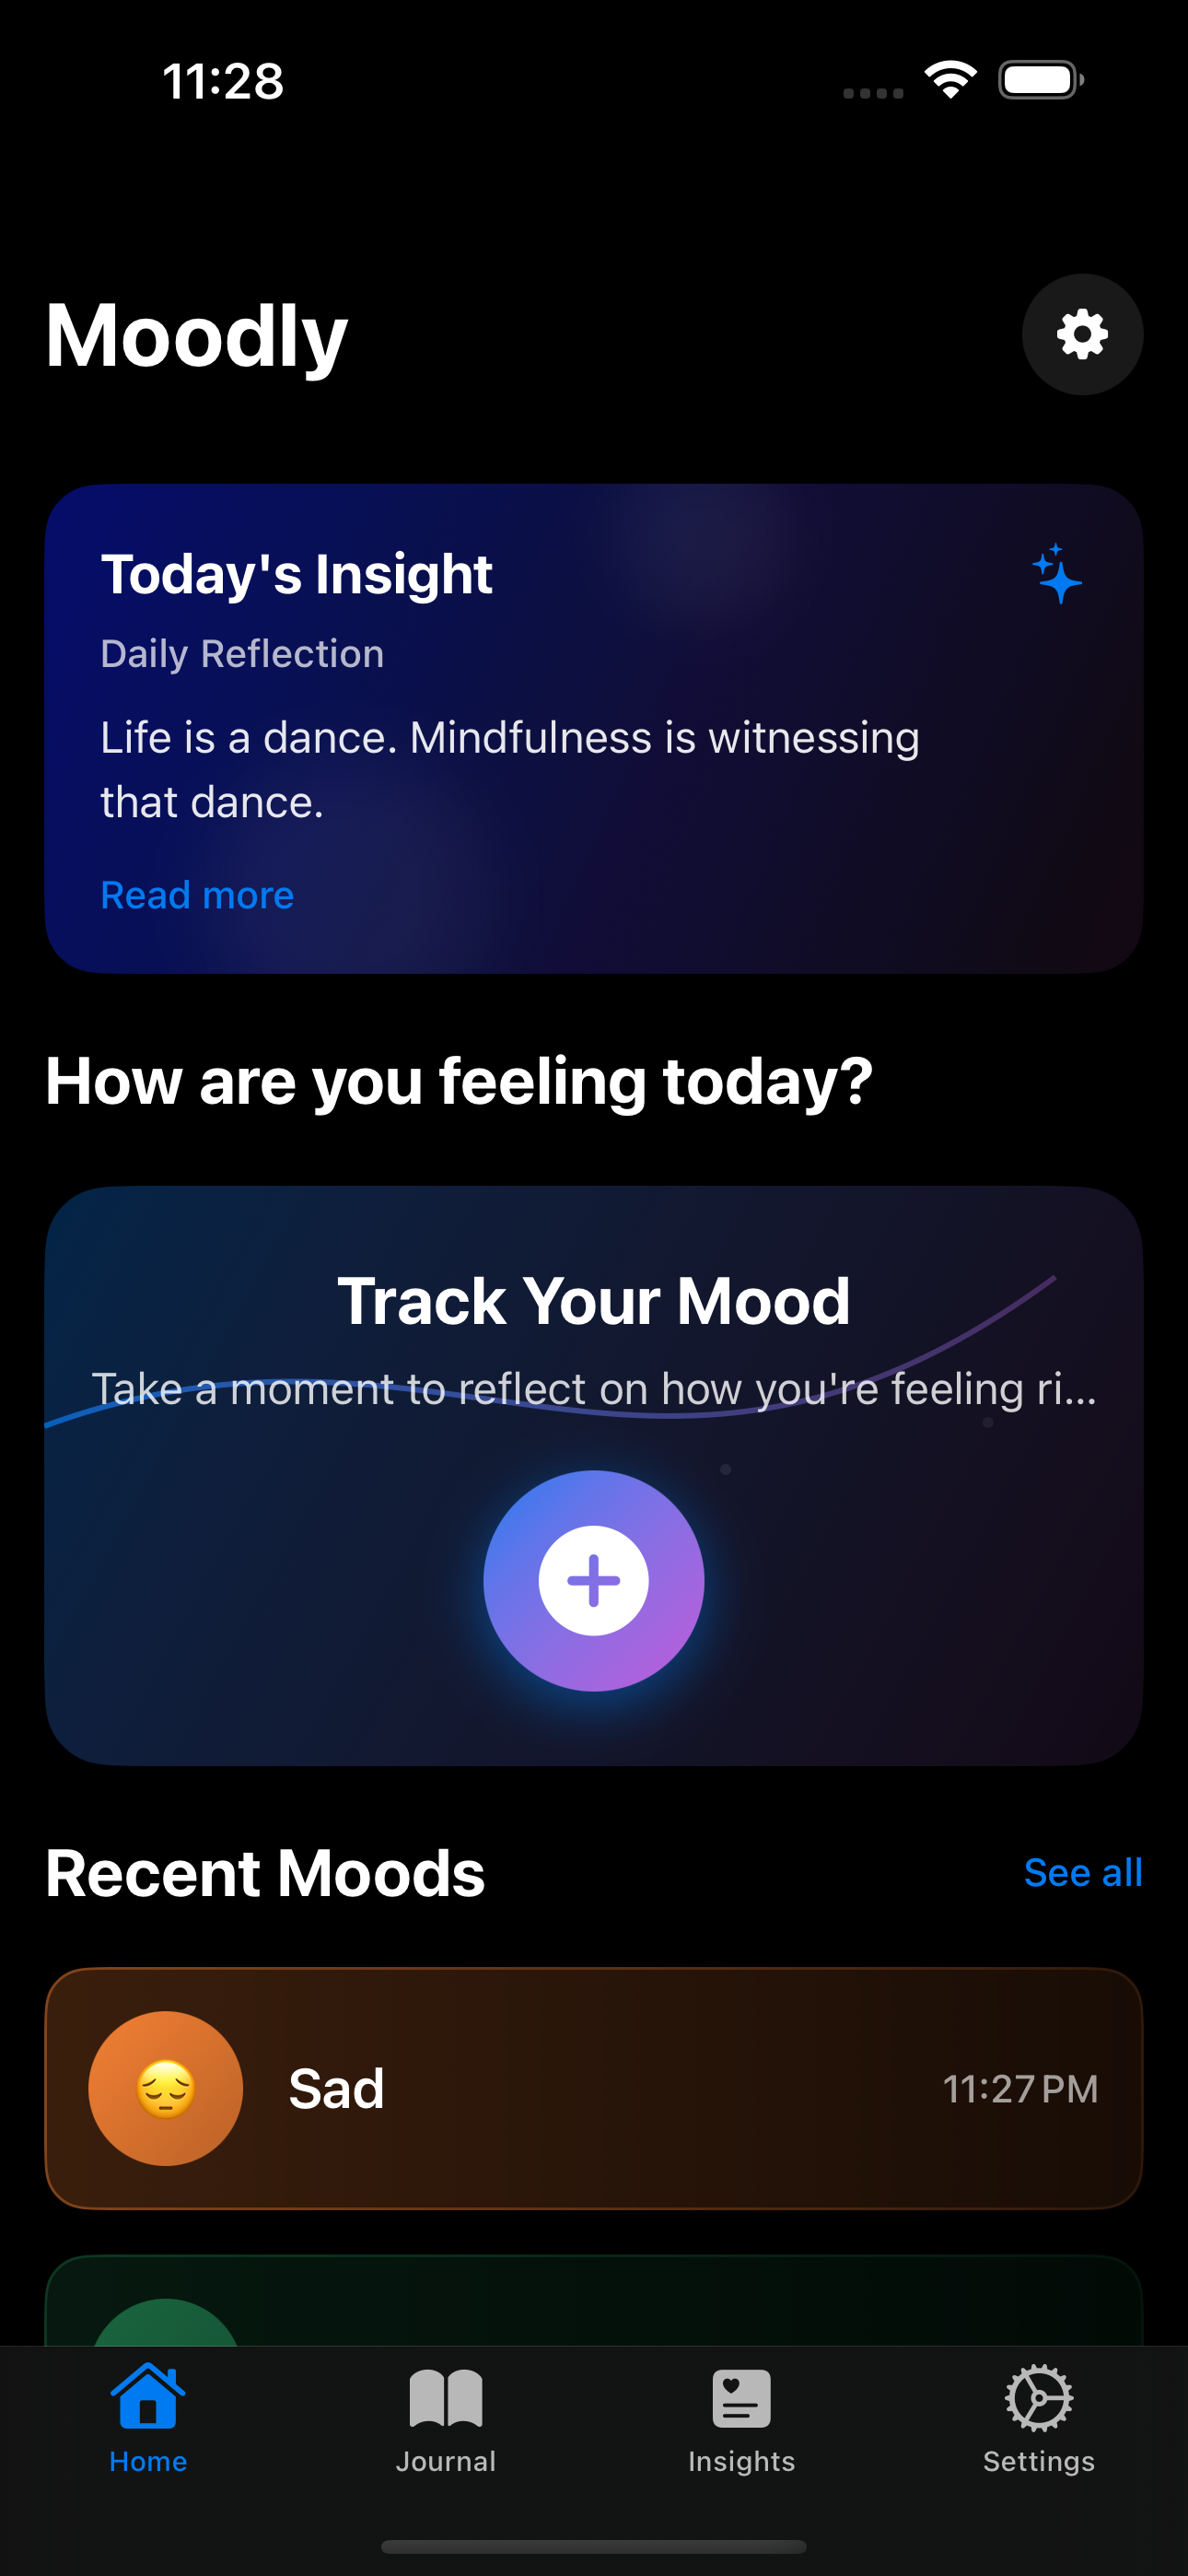 11:28
Moodly
Today's Insight
Daily Reflection
Life is a dance. Mindfulness is witnessing
that dance.
Read more
How are you feeling today?
Track Your Mood
Take a moment to reflect on how you're feeling ri...
Recent Moods
See all
Sad
11:27 PM
Home
Journal
Insights
Settings